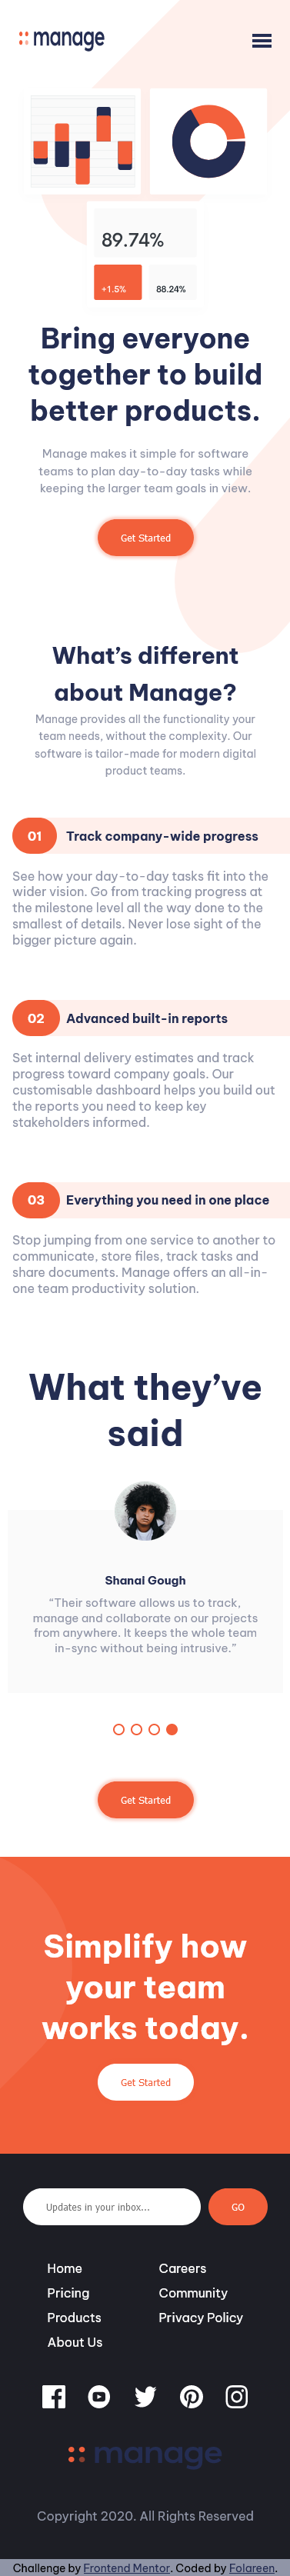 manage
89.74%
+1.5%
88.24%
Bring everyone
together to build
better products.
Manage makes it simple for software
teams to plan day-to-day tasks while
keeping the larger team goals in view.
Get Started
What’s different
about Manage?
Manage provides all the functionality your
team needs, without the complexity. Our
software is tailor-made for modern digital
product teams.
01 Track company-wide progress
See how your day-to-day tasks fit into the
wider vision. Go from tracking progress at
the milestone level all the way done to the
smallest of details. Never lose sight of the
bigger picture again.
02 Advanced built-in reports
Set internal delivery estimates and track
progress toward company goals. Our
customisable dashboard helps you build out
the reports you need to keep key
stakeholders informed.
03 Everything you need in one place
Stop jumping from one service to another to
communicate, store files, track tasks and
share documents. Manage offers an all-in-
one team productivity solution.
What they’ve
said
Shanai Gough
“Their software allows us to track,
manage and collaborate on our projects
from anywhere. It keeps the whole team
in-sync without being intrusive.”
Get Started
Simplify how
your team
works today.
Get Started
Updates in your inbox...
GO
Home
Pricing
Products
About Us
Careers
Community
Privacy Policy
manage
Copyright 2020. All Rights Reserved
Challenge by Frontend Mentor. Coded by Folareen.